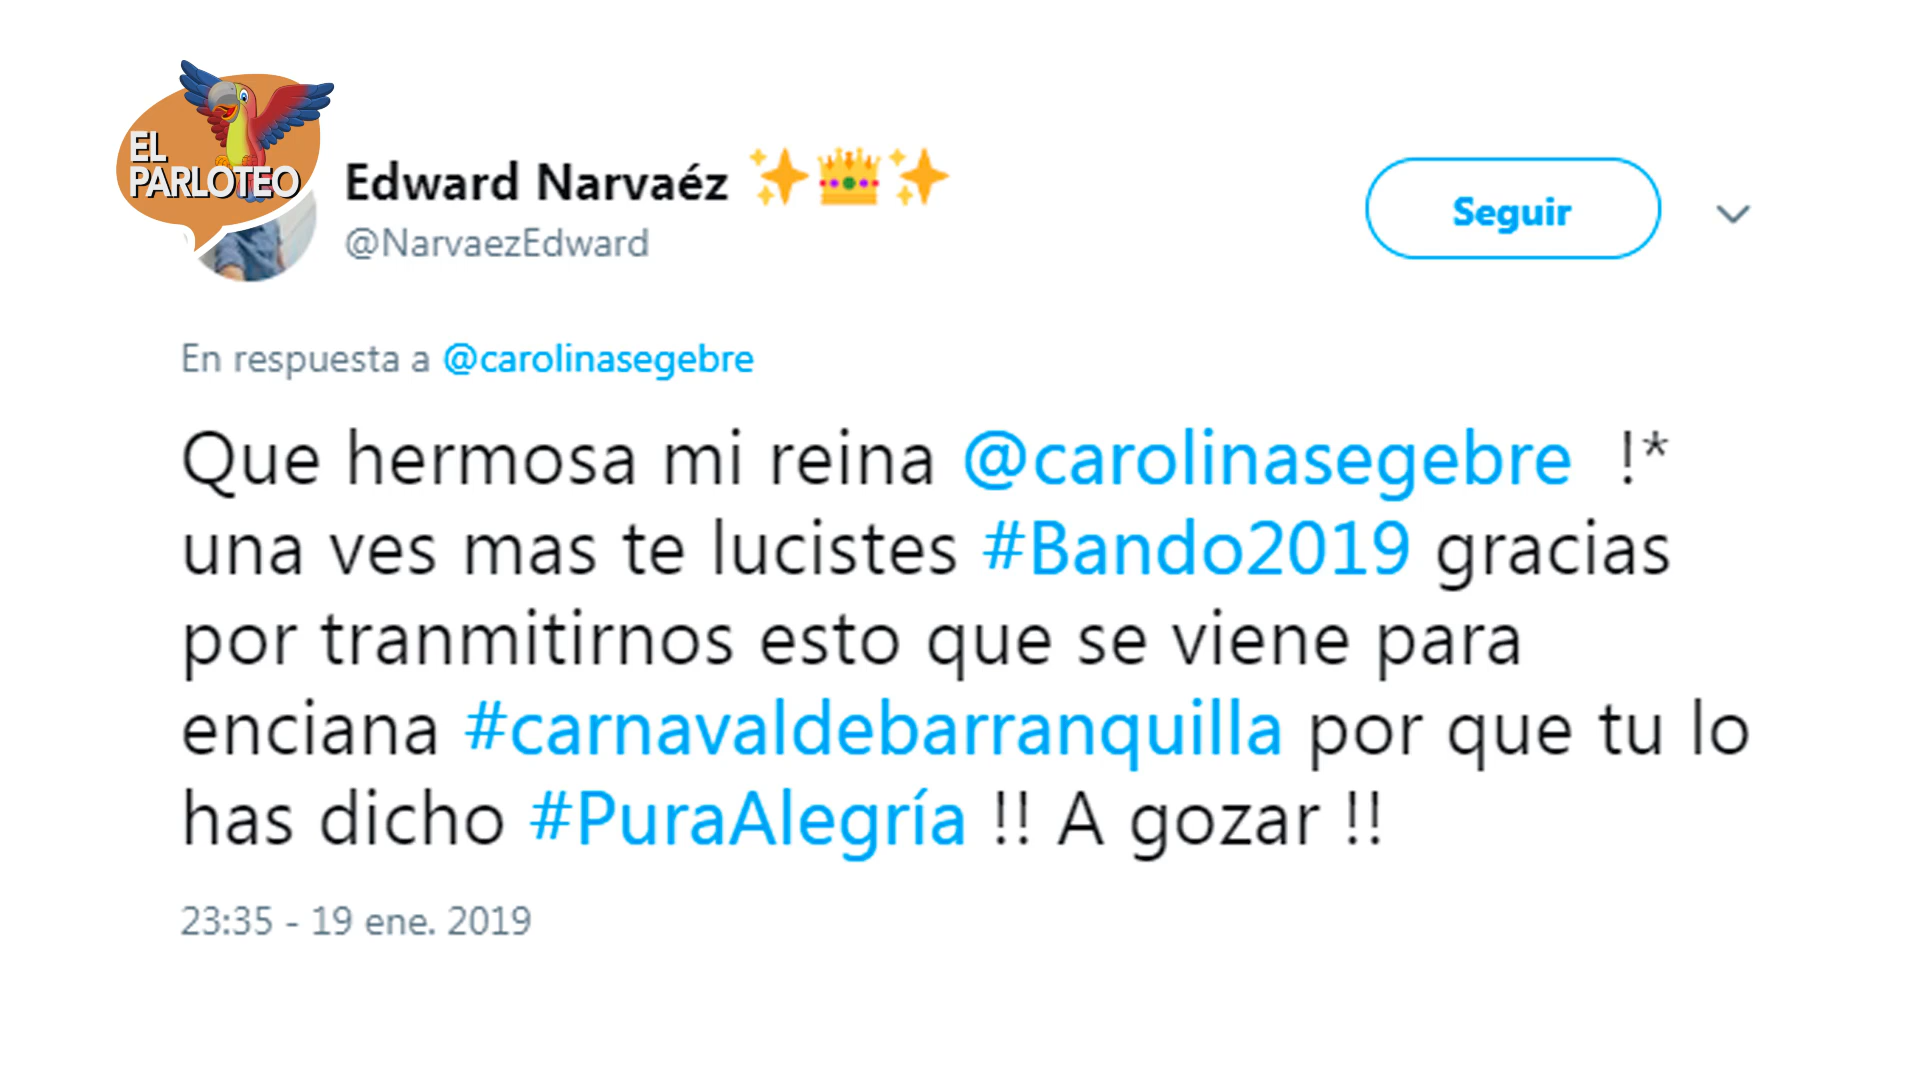 EL
PARLOTEO
Edward Narvaéz ✨👑✨
@NarvaezEdward
Seguir
En respuesta a @carolinasegebre
Que hermosa mi reina @carolinasegebre !*
una ves mas te lucistes #Bando2019 gracias
por tranmitirnos esto que se viene para
enciana #carnavaldebarranquilla por que tu lo
has dicho #PuraAlegría !! A gozar !!
23:35 - 19 ene. 2019